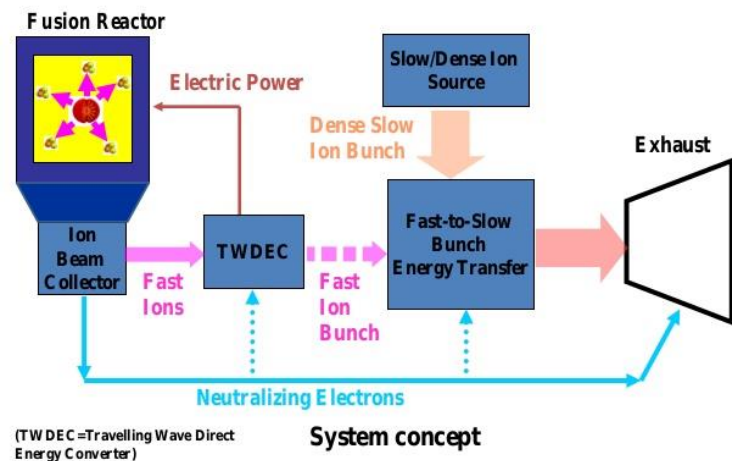 Fusion Reactor
Electric Power
Slow/Dense Ion
Source
Dense Slow
Ion Bunch
Exhaust
Ion
Beam
Collector
Fast
Ions
TWDEC
Fast
Ion
Bunch
Fast-to-Slow
Bunch
Energy Transfer
Neutralizing Electrons
(TWDEC=Travelling Wave Direct
Energy Converter)
System concept